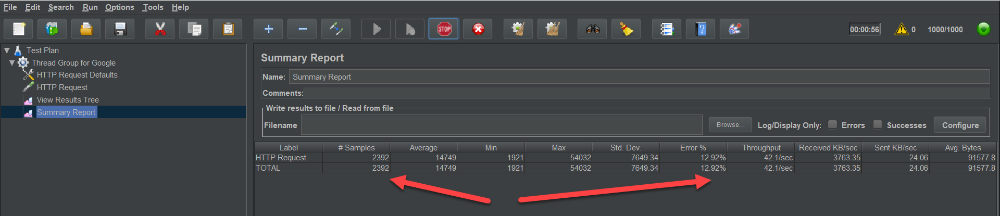 File Edit Search Run Options Tools Help
STOP
00:00:56 0 1000/1000
Test Plan
Thread Group for Google
HTTP Request Defaults
HTTP Request
View Results Tree
Summary Report
Summary Report
Name: Summary Report
Comments:
Write results to file / Read from file
Filename Browse... Log/Display Only: Errors Successes Configure
Label # Samples Average Min Max Std. Dev. Error % Throughput Received KB/sec Sent KB/sec Avg. Bytes
HTTP Request 2392 14749 1921 54032 7649.34 12.92% 42.1/sec 3763.35 24.06 91577.8
TOTAL 2392 14749 1921 54032 7649.34 12.92% 42.1/sec 3763.35 24.06 91577.8